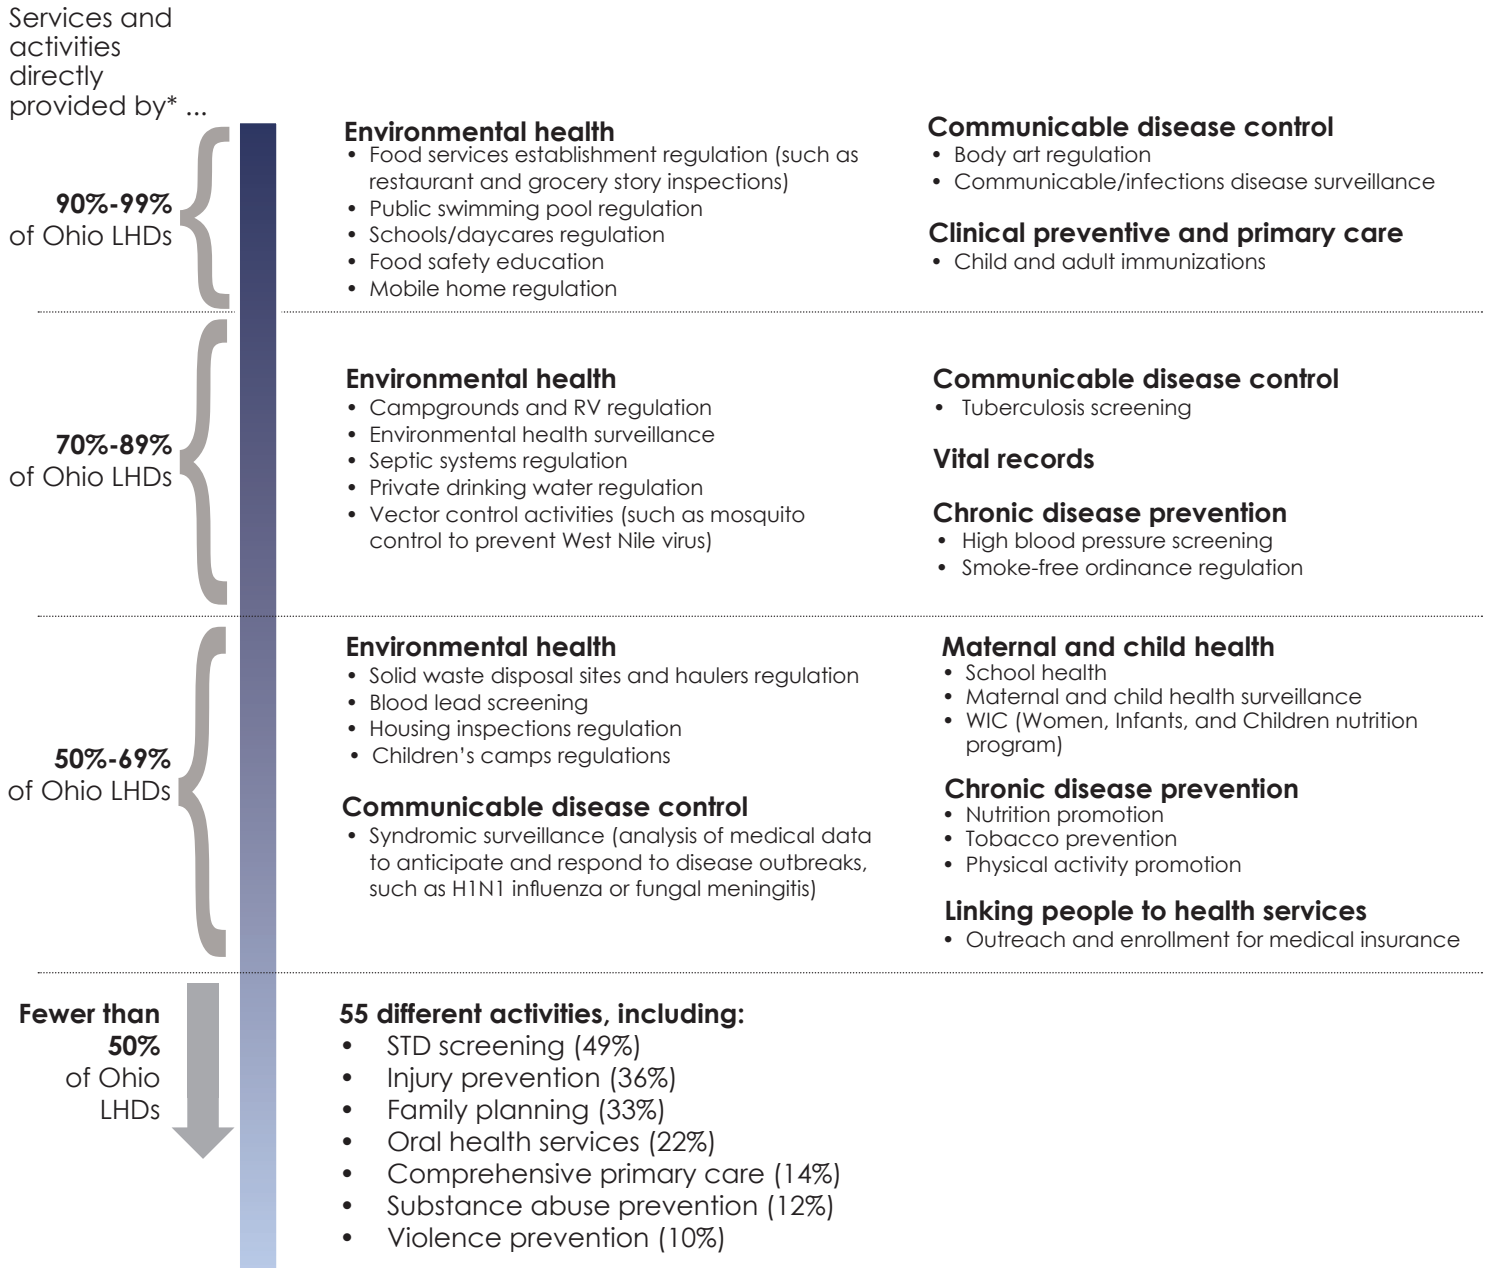 Services and
activities
directly
provided by* ...
90%-99%
of Ohio LHDs
Environmental health
• Food services establishment regulation (such as
restaurant and grocery story inspections)
• Public swimming pool regulation
• Schools/daycares regulation
• Food safety education
• Mobile home regulation
Communicable disease control
• Body art regulation
• Communicable/infections disease surveillance
Clinical preventive and primary care
• Child and adult immunizations
70%-89%
of Ohio LHDs
Environmental health
• Campgrounds and RV regulation
• Environmental health surveillance
• Septic systems regulation
• Private drinking water regulation
• Vector control activities (such as mosquito
control to prevent West Nile virus)
Communicable disease control
• Tuberculosis screening
Vital records
Chronic disease prevention
• High blood pressure screening
• Smoke-free ordinance regulation
50%-69%
of Ohio LHDs
Environmental health
• Solid waste disposal sites and haulers regulation
• Blood lead screening
• Housing inspections regulation
• Children’s camps regulations
Communicable disease control
• Syndromic surveillance (analysis of medical data
to anticipate and respond to disease outbreaks,
such as H1N1 influenza or fungal meningitis)
Maternal and child health
• School health
• Maternal and child health surveillance
• WIC (Women, Infants, and Children nutrition
program)
Chronic disease prevention
• Nutrition promotion
• Tobacco prevention
• Physical activity promotion
Linking people to health services
• Outreach and enrollment for medical insurance
Fewer than
50%
of Ohio
LHDs
55 different activities, including:
• STD screening (49%)
• Injury prevention (36%)
• Family planning (33%)
• Oral health services (22%)
• Comprehensive primary care (14%)
• Substance abuse prevention (12%)
• Violence prevention (10%)